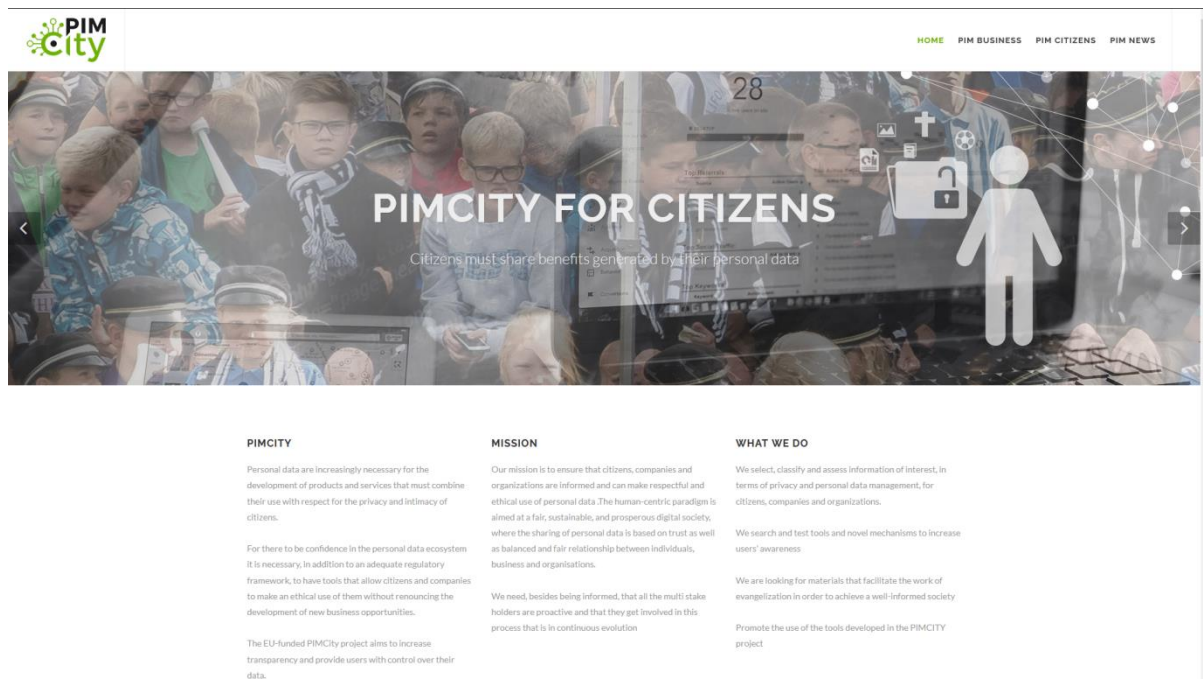 PIM
City
HOME PIM BUSINESS PIM CITIZENS PIM NEWS
28
Top Referrals
PIMCITY FOR CITIZENS
Citizens must share benefits generated by their personal data
Top Keywords
PIMCITY
Personal data are increasingly necessary for the
development of products and services that must combine
their use with respect for the privacy and intimacy of
citizens.
For there to be confidence in the personal data ecosystem
it is necessary, in addition to an adequate regulatory
framework, to have tools that allow citizens and companies
to make an ethical use of them without renouncing the
development of new business opportunities.
The EU-funded PIMCity project aims to increase
transparency and provide users with control over their
data.
MISSION
Our mission is to ensure that citizens, companies and
organizations are informed and can make respectful and
ethical use of personal data .The human-centric paradigm is
aimed at a fair, sustainable, and prosperous digital society,
where the sharing of personal data is based on trust as well
as balanced and fair relationship between individuals,
business and organisations.
We need, besides being informed, that all the multi stake
holders are proactive and that they get involved in this
process that is in continuous evolution
WHAT WE DO
We select, classify and assess information of interest, in
terms of privacy and personal data management, for
citizens, companies and organizations.
We search and test tools and novel mechanisms to increase
users' awareness
We are looking for materials that facilitate the work of
evangelization in order to achieve a well-informed society
Promote the use of the tools developed in the PIMCITY
project